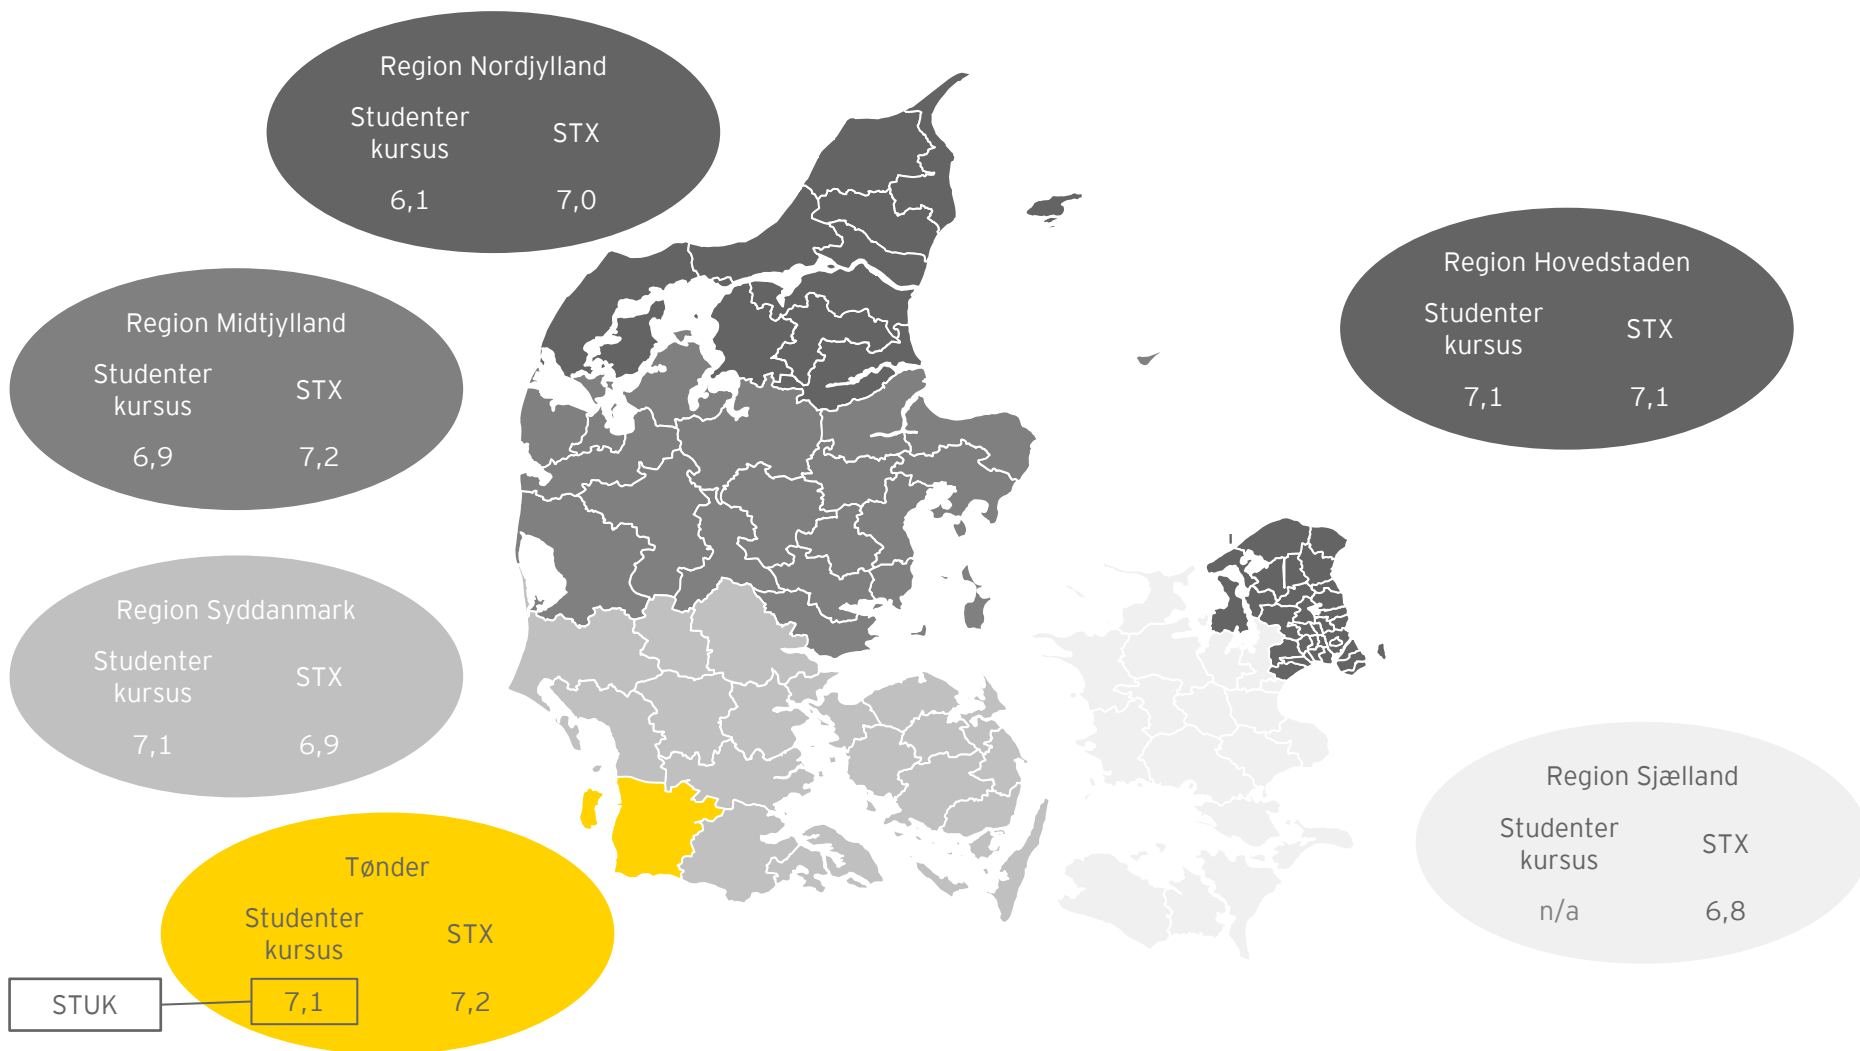 Region Nordjylland
Studenter
kursus
STX
6,1
7,0
Region Hovedstaden
Studenter
kursus
STX
7,1
7,1
Region Midtjylland
Studenter
kursus
STX
6,9
7,2
Region Syddanmark
Studenter
kursus
STX
7,1
6,9
Region Sjælland
Studenter
kursus
STX
n/a
6,8
Tønder
Studenter
kursus
STX
7,1
7,2
STUK